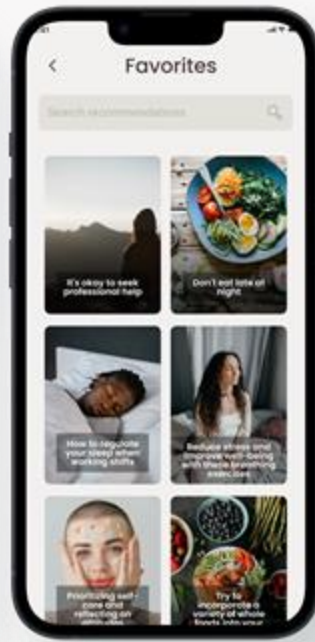 Favorites
Search recommendations
It's okay to seek
professional help
Don't eat late at
night
How to regulate
your sleep when
working shifts
Reduce stress and
improve well-being
with these breathing
exercises
Prioritizing self-
care and
reflecting on
Try to
incorporate a
variety of whole
foods into your